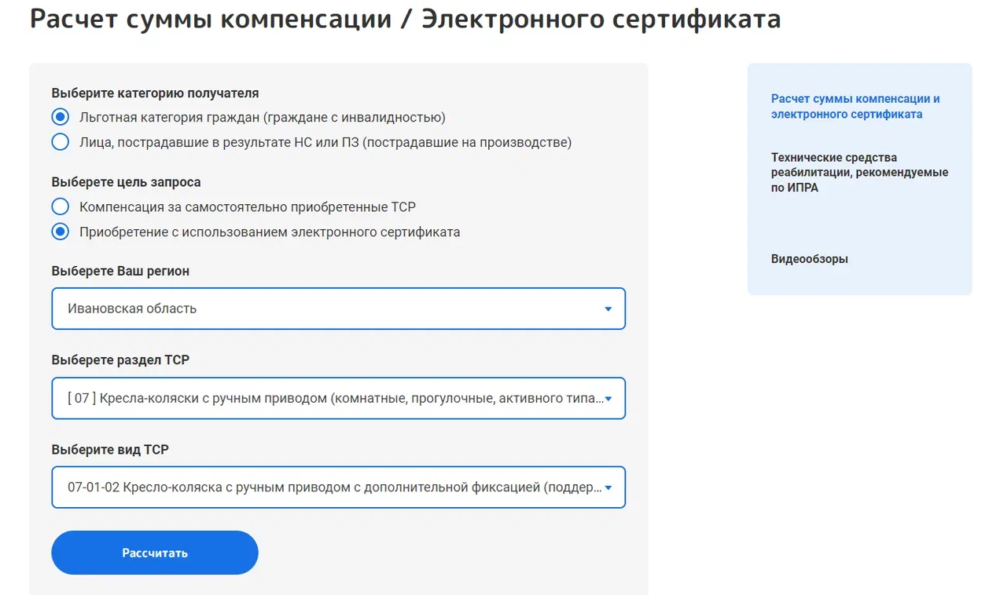 Расчет суммы компенсации / Электронного сертификата
Выберите категорию получателя
Льготная категория граждан (граждане с инвалидностью)
Лица, пострадавшие в результате НС или ПЗ (пострадавшие на производстве)
Выберете цель запроса
Компенсация за самостоятельно приобретенные ТСР
Приобретение с использованием электронного сертификата
Выберете Ваш регион
Ивановская область
Выберете раздел ТСР
[ 07 ] Кресла-коляски с ручным приводом (комнатные, прогулочные, активного типа...
Выберите вид ТСР
07-01-02 Кресло-коляска с ручным приводом с дополнительной фиксацией (поддер...
Рассчитать
Расчет суммы компенсации и
электронного сертификата
Технические средства
реабилитации, рекомендуемые
по ИПРА
Видеообзоры